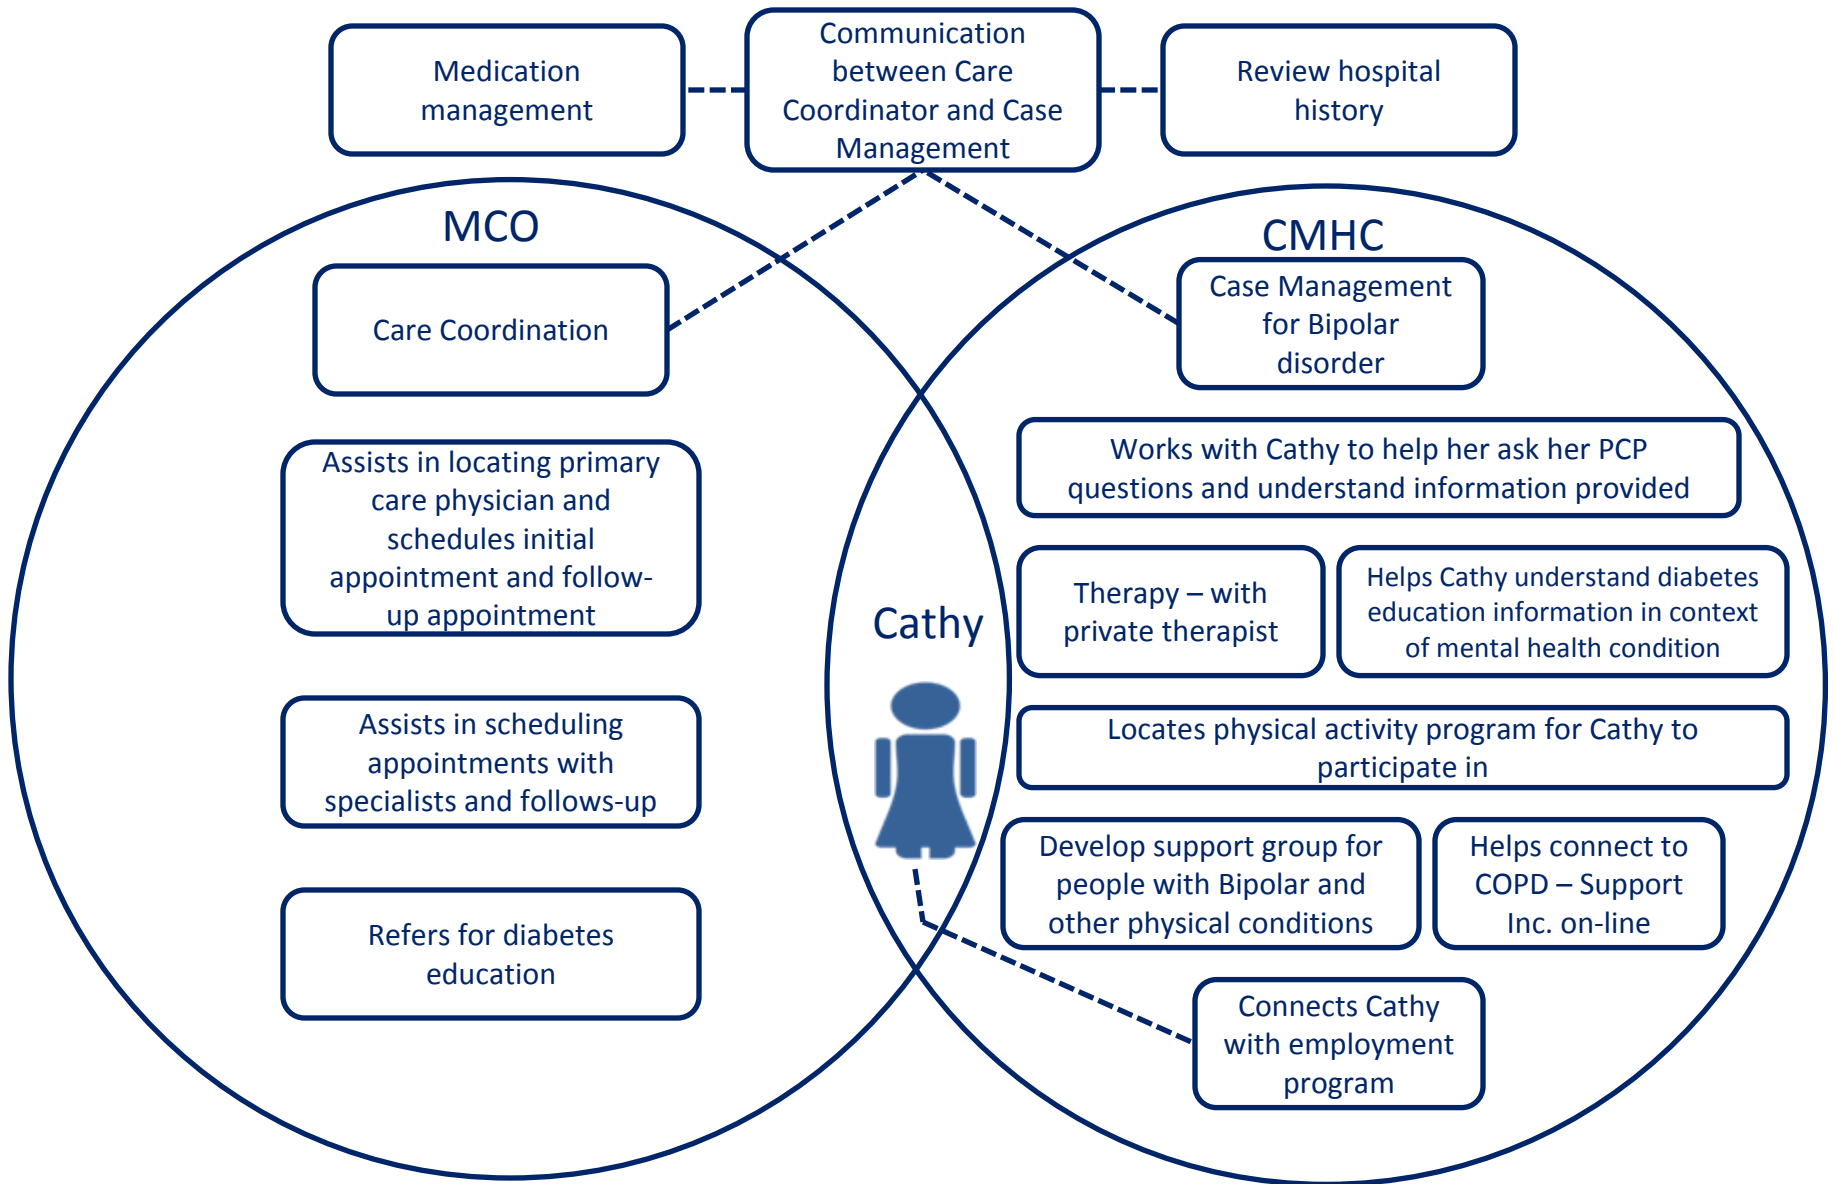 Medication
management
Communication
between Care
Coordinator and Case
Management
Review hospital
history
MCO
Care Coordination
Assists in locating primary
care physician and
schedules initial
appointment and follow-
up appointment
Assists in scheduling
appointments with
specialists and follows-up
Refers for diabetes
education
Cathy
CMHC
Case Management
for Bipolar
disorder
Works with Cathy to help her ask her PCP
questions and understand information provided
Therapy – with
private therapist
Helps Cathy understand diabetes
education information in context
of mental health condition
Locates physical activity program for Cathy to
participate in
Develop support group for
people with Bipolar and
other physical conditions
Helps connect to
COPD – Support
Inc. on-line
Connects Cathy
with employment
program